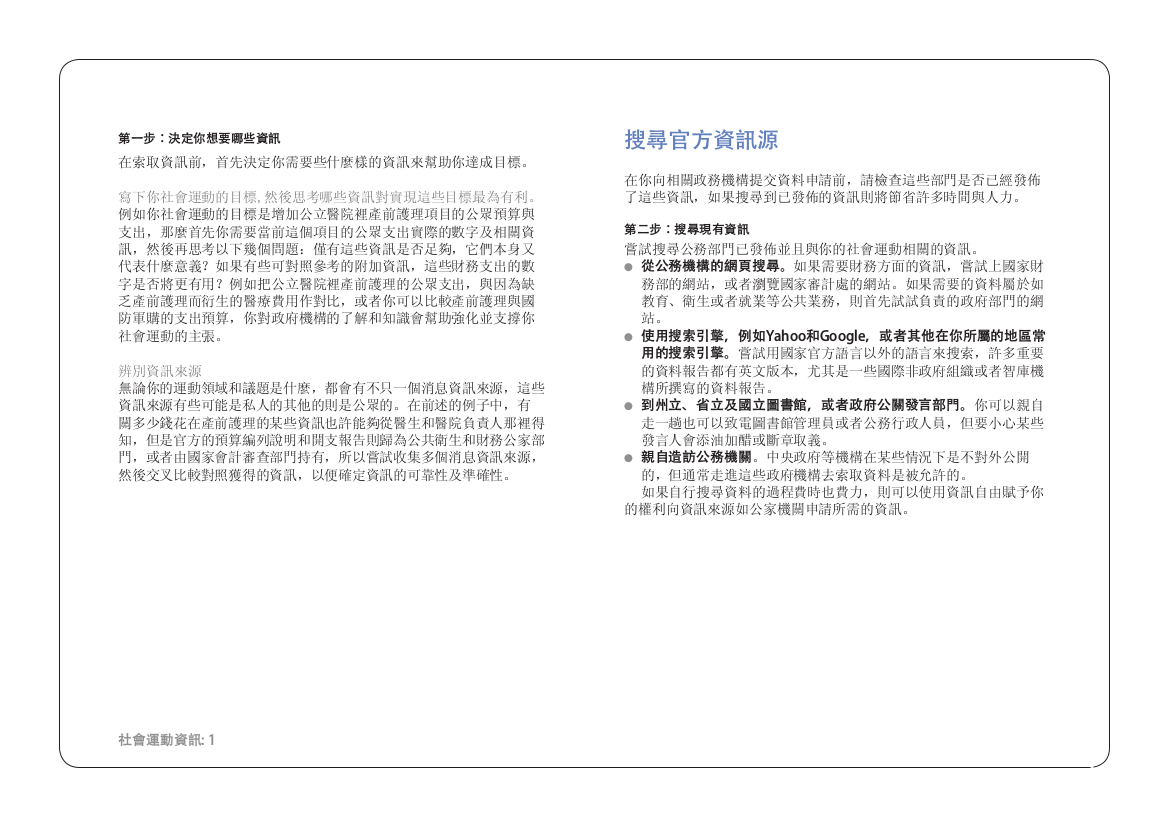 第一步：決定你想要哪些資訊
在索取資訊前，首先決定你需要些什麼樣的資訊來幫助你達成目標。
寫下你社會運動的目標, 然後思考哪些資訊對實現這些目標最為有利。
例如你社會運動的目標是增加公立醫院裡產前護理項目的公眾預算與
支出，那麼首先你需要當前這個項目的公眾支出實際的數字及相關資
訊，然後再思考以下幾個問題：僅有這些資訊是否足夠，它們本身又
代表什麼意義？如果有些可對照參考的附加資訊，這些財務支出的數
字是否將更有用？例如把公立醫院裡產前護理的公眾支出，與因為缺
乏產前護理而衍生的醫療費用作對比，或者你可以比較產前護理與國
防軍購的支出預算，你對政府機構的了解和知識會幫助強化並支撐你
社會運動的主張。
辨別資訊來源
無論你的運動領域和議題是什麼，都會有不只一個消息資訊來源，這些
資訊來源有些可能是私人的其他的則是公眾的。在前述的例子中，有
關多少錢花在產前護理的某些資訊也許能夠從醫生和醫院負責人那裡得
知，但是官方的預算編列說明和開支報告則歸為公共衛生和財務公家部
門，或者由國家會計審查部門持有，所以嘗試收集多個消息資訊來源，
然後交叉比較對照獲得的資訊，以便確定資訊的可靠性及準確性。
社會運動資訊: 1
搜尋官方資訊源
在你向相關政務機構提交資料申請前，請檢查這些部門是否已經發佈
了這些資訊，如果搜尋到已發佈的資訊則將節省許多時間與人力。
第二步：搜尋現有資訊
嘗試搜尋公務部門已發佈並且與你的社會運動相關的資訊。
● 從公務機構的網頁搜尋。如果需要財務方面的資訊，嘗試上國家財
務部的網站，或者瀏覽國家審計處的網站。如果需要的資料屬於如
教育、衛生或者就業等公共業務，則首先試試負責的政府部門的網
站。
● 使用搜索引擎，例如Yahoo和Google，或者其他在你所屬的地區常
用的搜索引擎。嘗試用國家官方語言以外的語言來搜索，許多重要
的資料報告都有英文版本，尤其是一些國際非政府組織或者智庫機
構所撰寫的資料報告。
● 到州立、省立及國立圖書館，或者政府公關發言部門。你可以親自
走一趟也可以致電圖書館管理員或者公務行政人員，但要小心某些
發言人會添油加醋或斷章取義。
● 親自造訪公務機關。中央政府等機構在某些情況下是不對外公開
的，但通常走進這些政府機構去索取資料是被允許的。
如果自行搜尋資料的過程費時也費力，則可以使用資訊自由賦予你
的權利向資訊來源如公家機關申請所需的資訊。